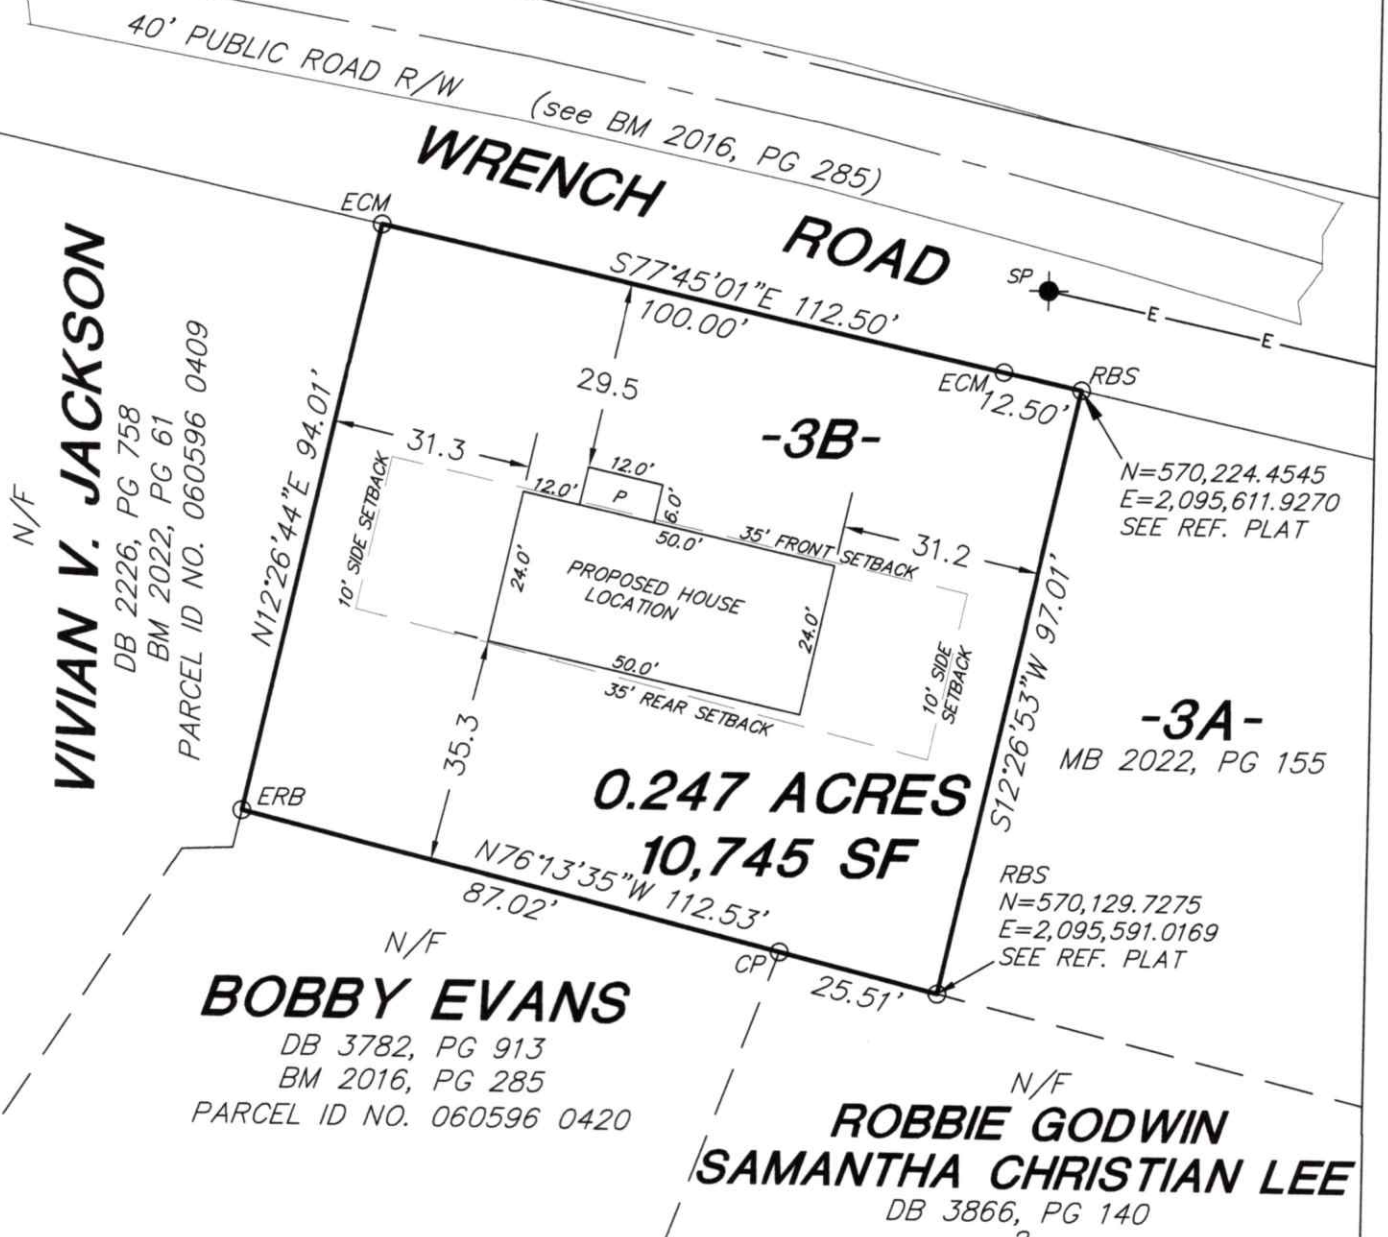 40' PUBLIC ROAD R/W
(see BM 2016, PG 285)
WRENCH ROAD
ECM
S77°45'01"E 112.50'
100.00'
SP
E
E
ECM
12.50'
RBS
N=570,224.4545
E=2,095,611.9270
SEE REF. PLAT
N/F
VIVIAN V. JACKSON
DB 2226, PG 758
BM 2022, PG 61
PARCEL ID NO. 060596 0409
N12°26'44"E 94.01'
29.5
-3B-
31.3
12.0'
12.0'
P
6.0'
50.0'
35' FRONT SETBACK
31.2
10' SIDE SETBACK
24.0'
PROPOSED HOUSE
LOCATION
24.0'
50.0'
35' REAR SETBACK
10' SIDE
SETBACK
S12°26'53"W 97.01'
-3A-
MB 2022, PG 155
35.3
0.247 ACRES
10,745 SF
ERB
N76°13'35"W 112.53'
87.02'
CP
25.51'
RBS
N=570,129.7275
E=2,095,591.0169
SEE REF. PLAT
N/F
BOBBY EVANS
DB 3782, PG 913
BM 2016, PG 285
PARCEL ID NO. 060596 0420
N/F
ROBBIE GODWIN
SAMANTHA CHRISTIAN LEE
DB 3866, PG 140